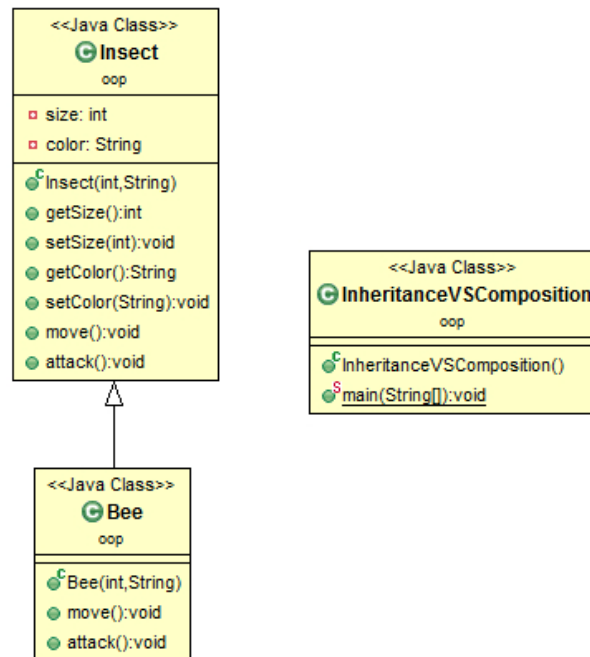 <<Java Class>>
Insect
oop
size: int
color: String
Insect(int,String)
getSize():int
setSize(int):void
getColor():String
setColor(String):void
move():void
attack():void
<<Java Class>>
InheritanceVSComposition
oop
InheritanceVSComposition()
main(String[]):void
<<Java Class>>
Bee
oop
Bee(int,String)
move():void
attack():void